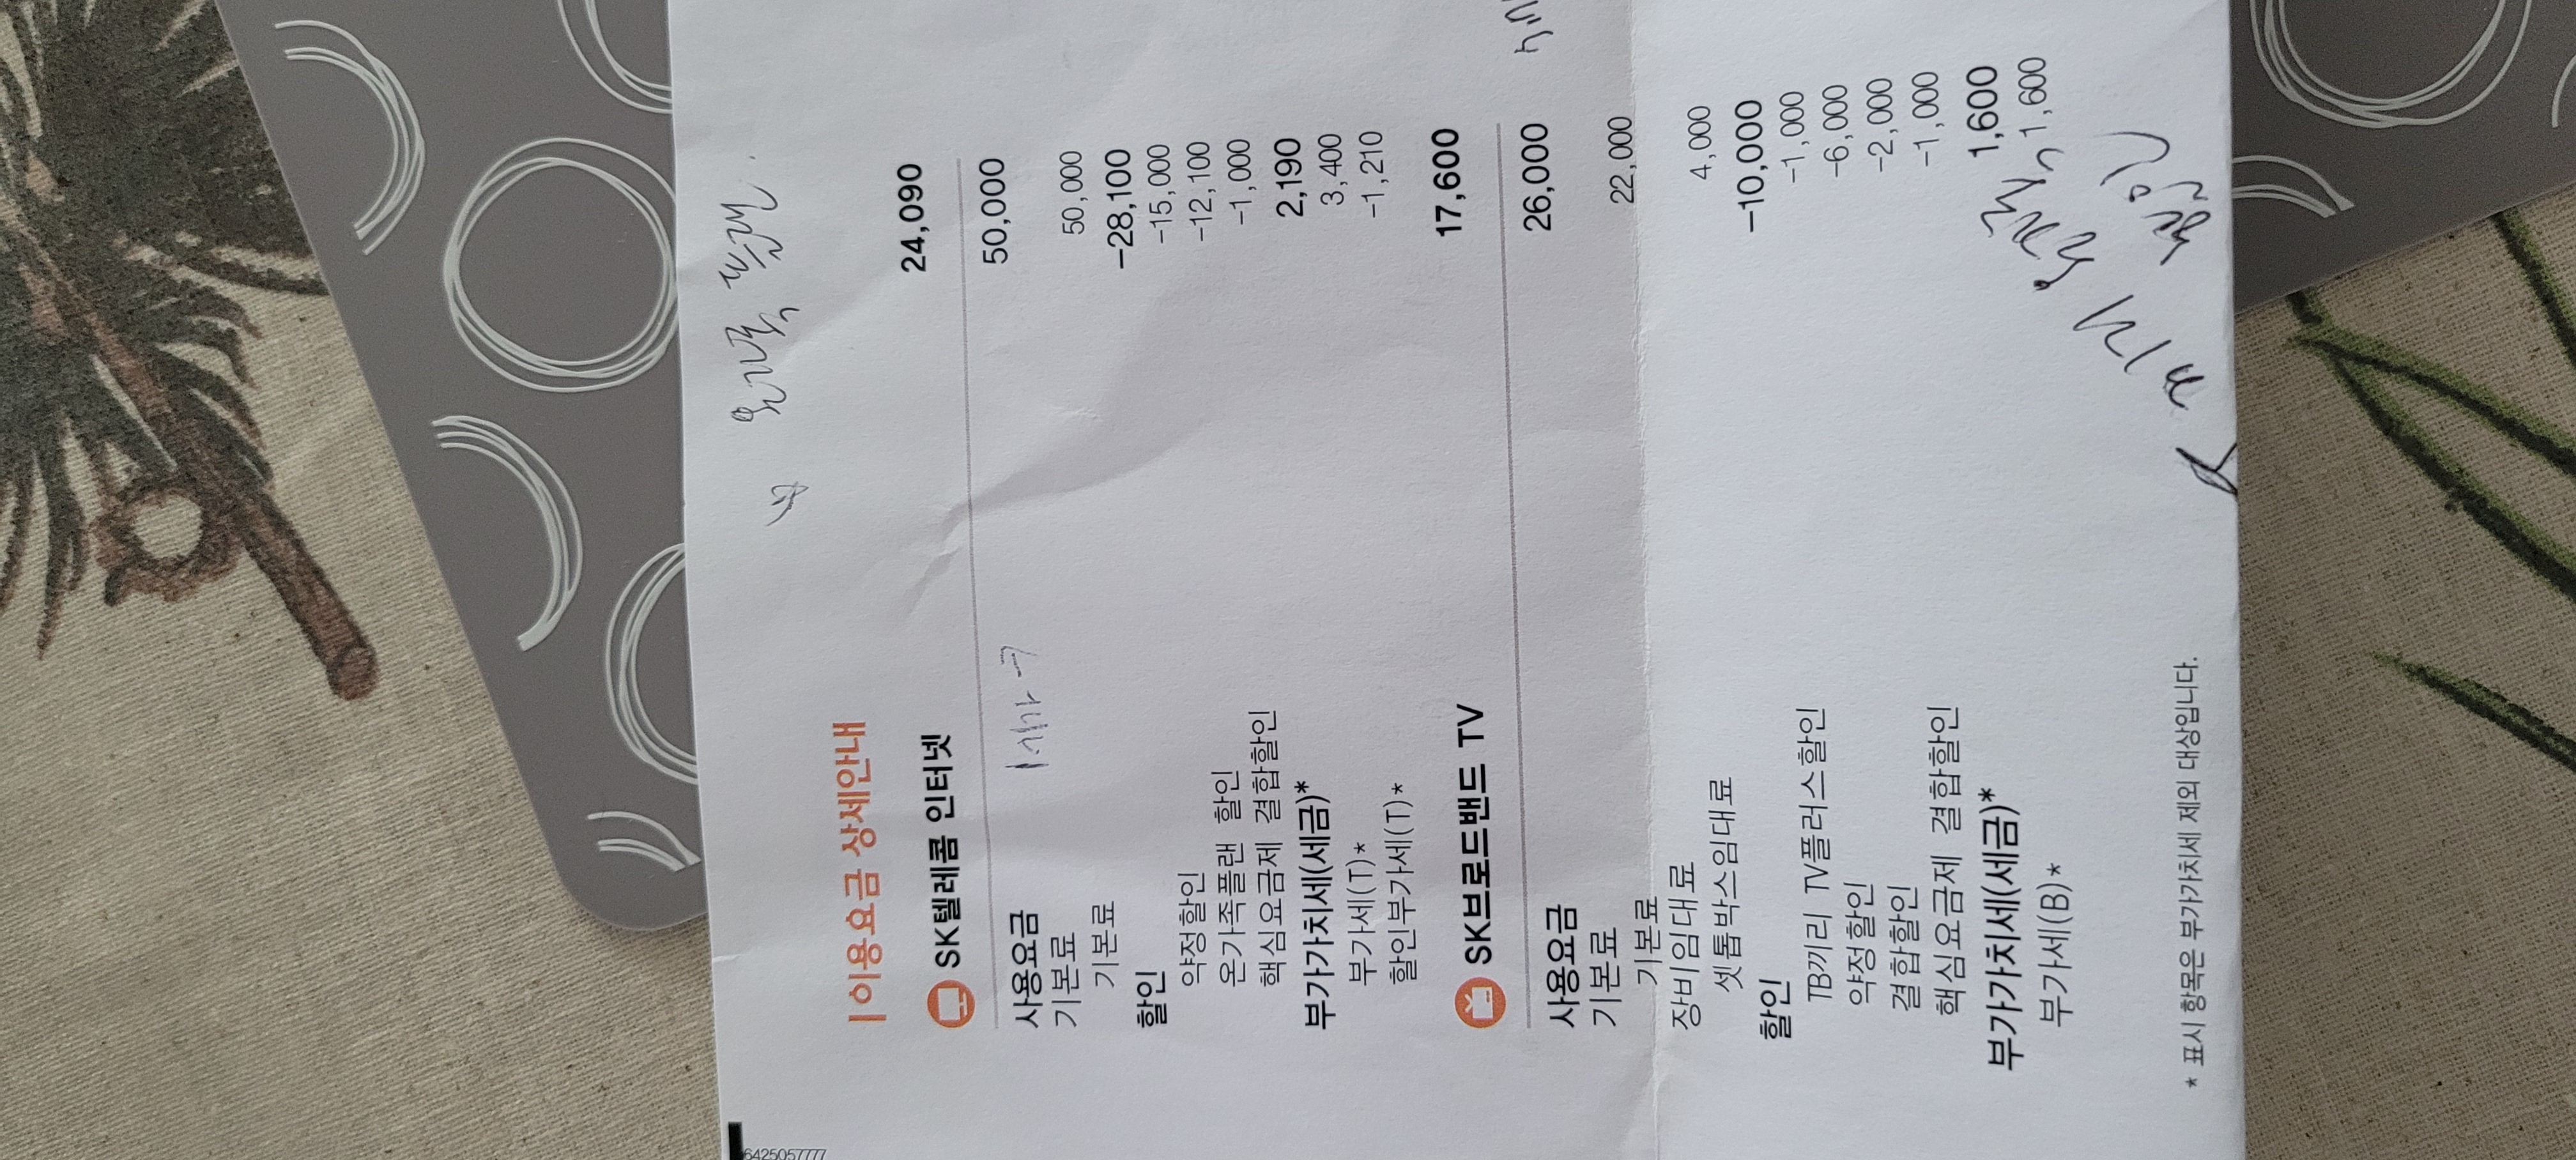 이용요금 상세안내
SK텔레콤 인터넷 24,090
사용요금 50,000
기본료
기본료 50,000
할인 -28,100
약정할인 -15,000
온가족플랜 할인 -12,100
핵심요금제 결합할인 -1,000
부가가치세(세금)* 2,190
부가세(T)* 3,400
할인부가세(T)* -1,210
SK브로드밴드 TV 17,600
사용요금 26,000
기본료
기본료 22,000
장비임대료
셋톱박스임대료 4,000
할인 -10,000
TB끼리 TV플러스할인 -1,000
약정할인 -6,000
결합할인 -2,000
핵심요금제 결합할인 -1,000
부가가치세(세금)* 1,600
부가세(B)* 1,600
* 표시 항목은 부가가치세 제외 대상입니다.
6425057777